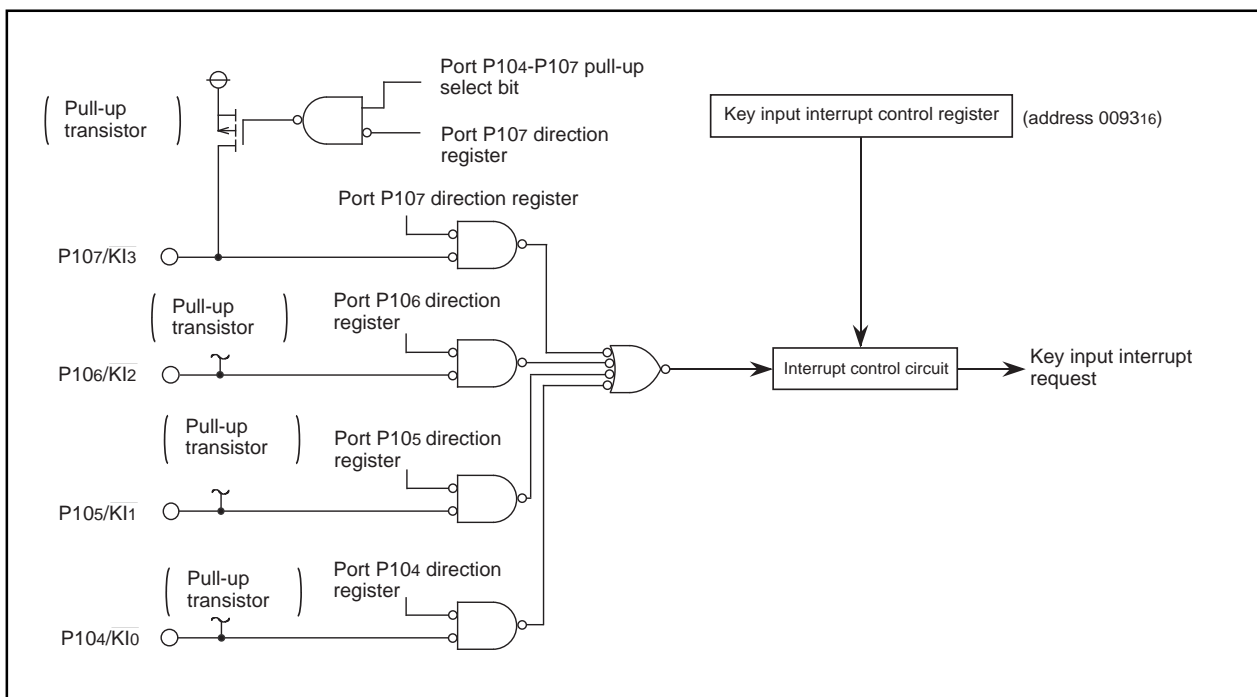 Port P104-P107 pull-up
select bit
Pull-up
transistor
Key input interrupt control register
(address 009316)
Port P107 direction
register
Port P107 direction register
P107/KI3
Pull-up
transistor
Port P106 direction
register
P106/KI2
Interrupt control circuit
Key input interrupt
request
Pull-up
transistor
Port P105 direction
register
P105/KI1
Pull-up
transistor
Port P104 direction
register
P104/KI0